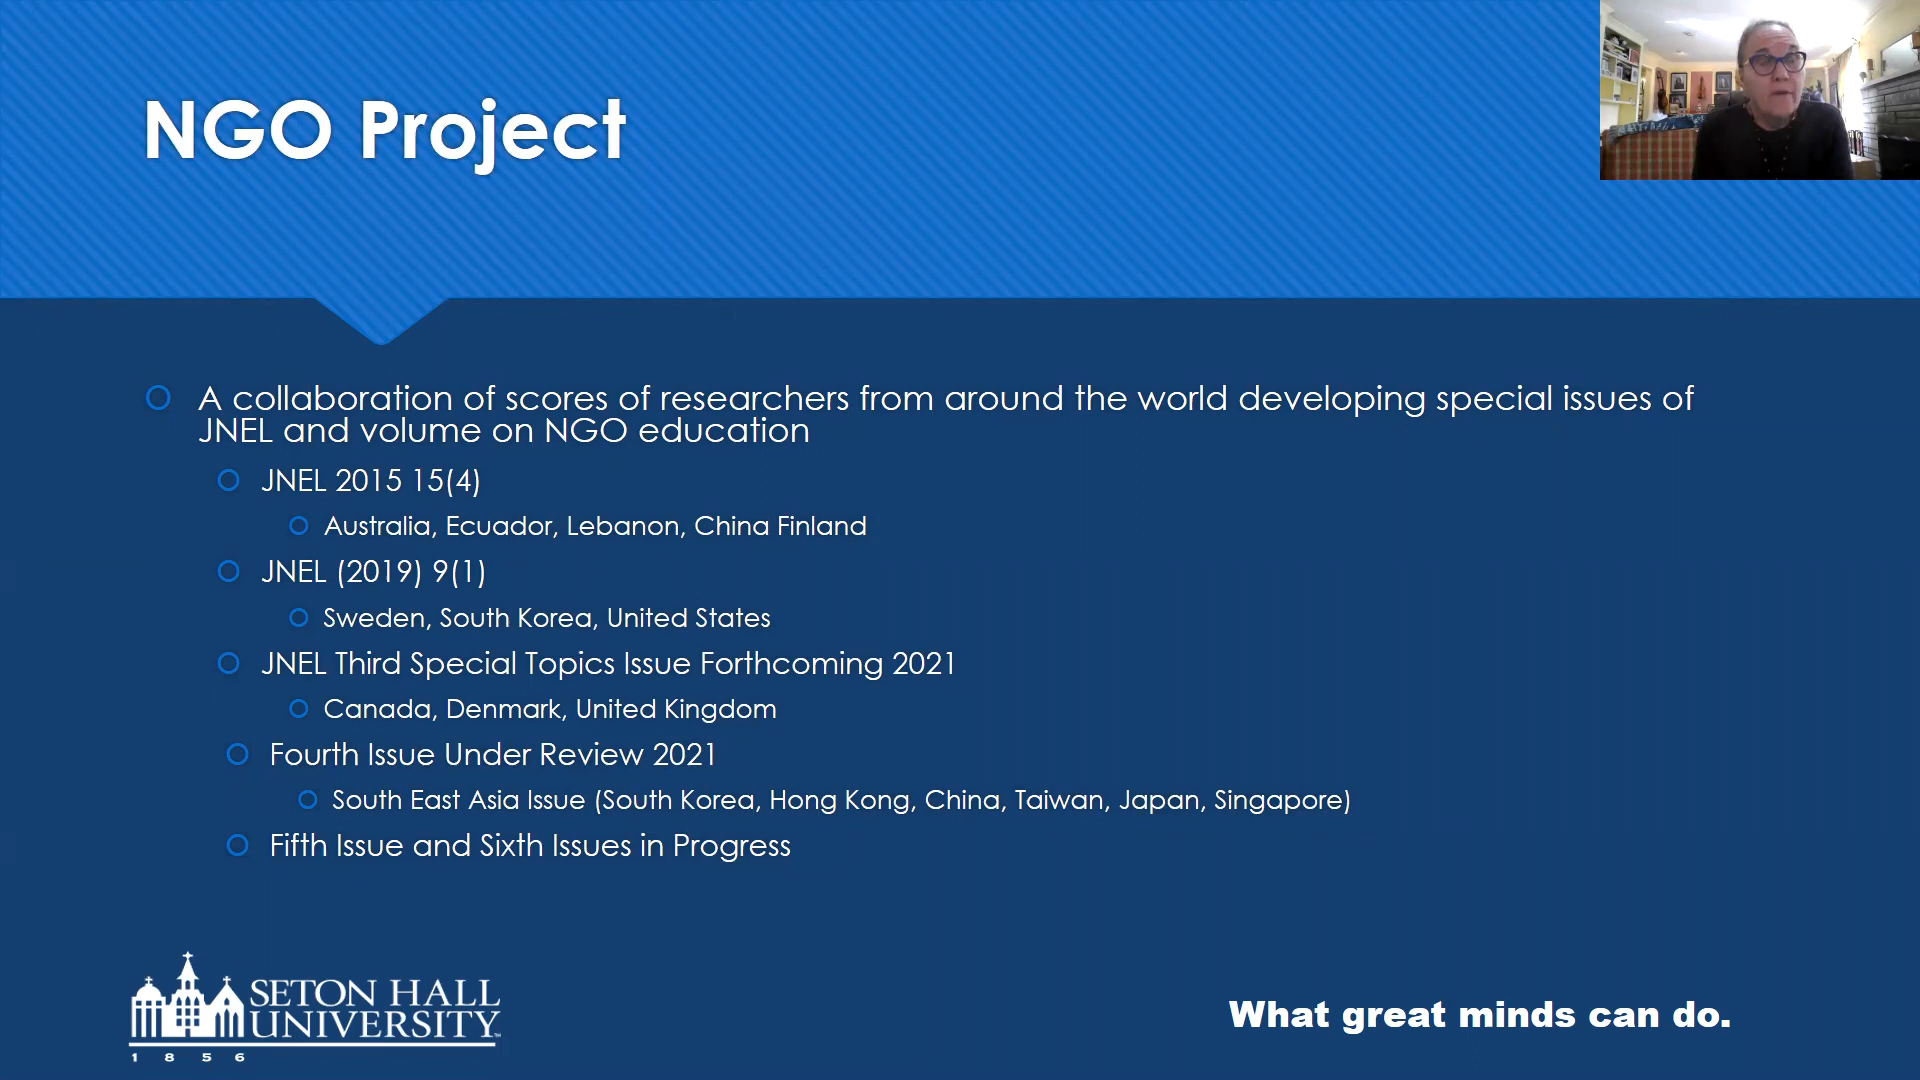 NGO Project
A collaboration of scores of researchers from around the world developing special issues of
JNEL and volume on NGO education
JNEL 2015 15(4)
Australia, Ecuador, Lebanon, China Finland
JNEL (2019) 9(1)
Sweden, South Korea, United States
JNEL Third Special Topics Issue Forthcoming 2021
Canada, Denmark, United Kingdom
Fourth Issue Under Review 2021
South East Asia Issue (South Korea, Hong Kong, China, Taiwan, Japan, Singapore)
Fifth Issue and Sixth Issues in Progress
SETON HALL
UNIVERSITY
1856
What great minds can do.